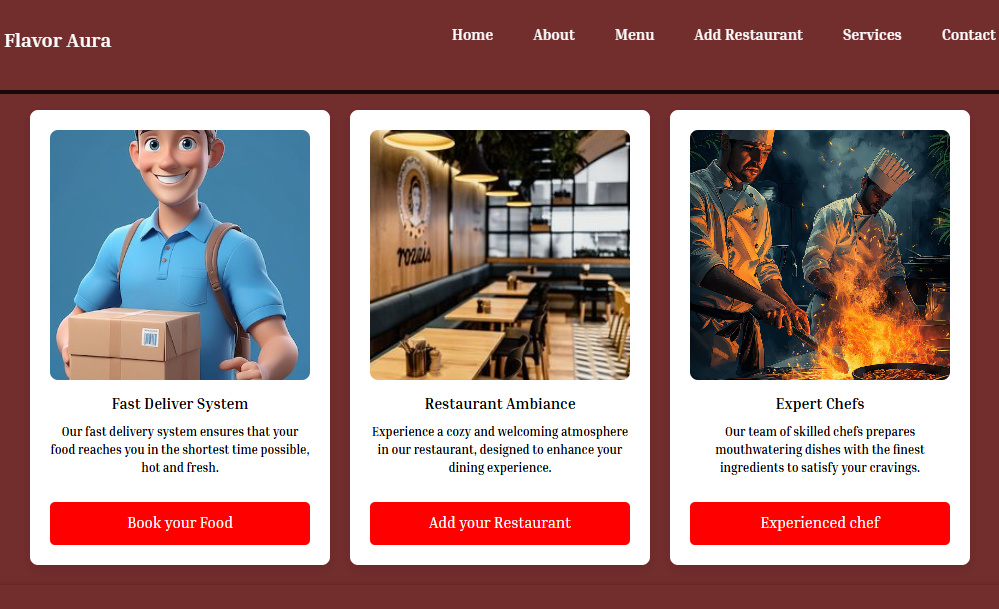 Flavor Aura
Home About Menu Add Restaurant Services Contact
rozeis
Fast Deliver System
Our fast delivery system ensures that your
food reaches you in the shortest time possible,
hot and fresh.
Book your Food
Restaurant Ambiance
Experience a cozy and welcoming atmosphere
in our restaurant, designed to enhance your
dining experience.
Add your Restaurant
Expert Chefs
Our team of skilled chefs prepares
mouthwatering dishes with the finest
ingredients to satisfy your cravings.
Experienced chef